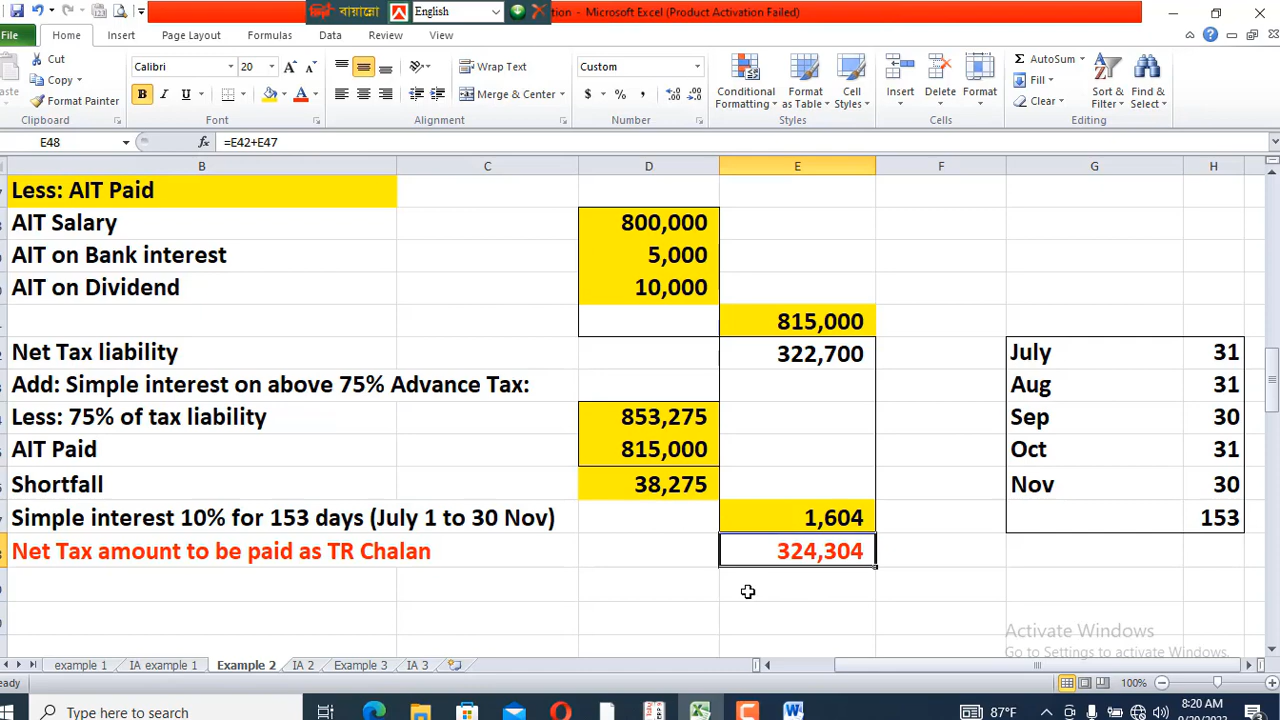 বায়ান্নো English tion - Microsoft Excel (Product Activation Failed)
File Home Insert Page Layout Formulas Data Review View
Cut
Copy
Format Painter
Clipboard
Calibri 20
Font
Wrap Text
Merge & Center
Alignment
Custom
Number
Conditional Formatting
Format as Table
Cell Styles
Styles
Insert Delete Format
Cells
AutoSum
Fill
Clear
Sort & Filter
Find & Select
Editing
E48 fx =E42+E47
B C D E F G H
Less: AIT Paid
AIT Salary 800,000
AIT on Bank interest 5,000
AIT on Dividend 10,000
815,000
Net Tax liability 322,700 July 31
Add: Simple interest on above 75% Advance Tax: Aug 31
Less: 75% of tax liability 853,275 Sep 30
AIT Paid 815,000 Oct 31
Shortfall 38,275 Nov 30
Simple interest 10% for 153 days (July 1 to 30 Nov) 1,604 153
Net Tax amount to be paid as TR Chalan 324,304
Activate Windows
Go to Settings to activate Windows.
example 1 IA example 1 Example 2 IA 2 Example 3 IA 3
eady 100%
Type here to search 87°F 8:20 AM